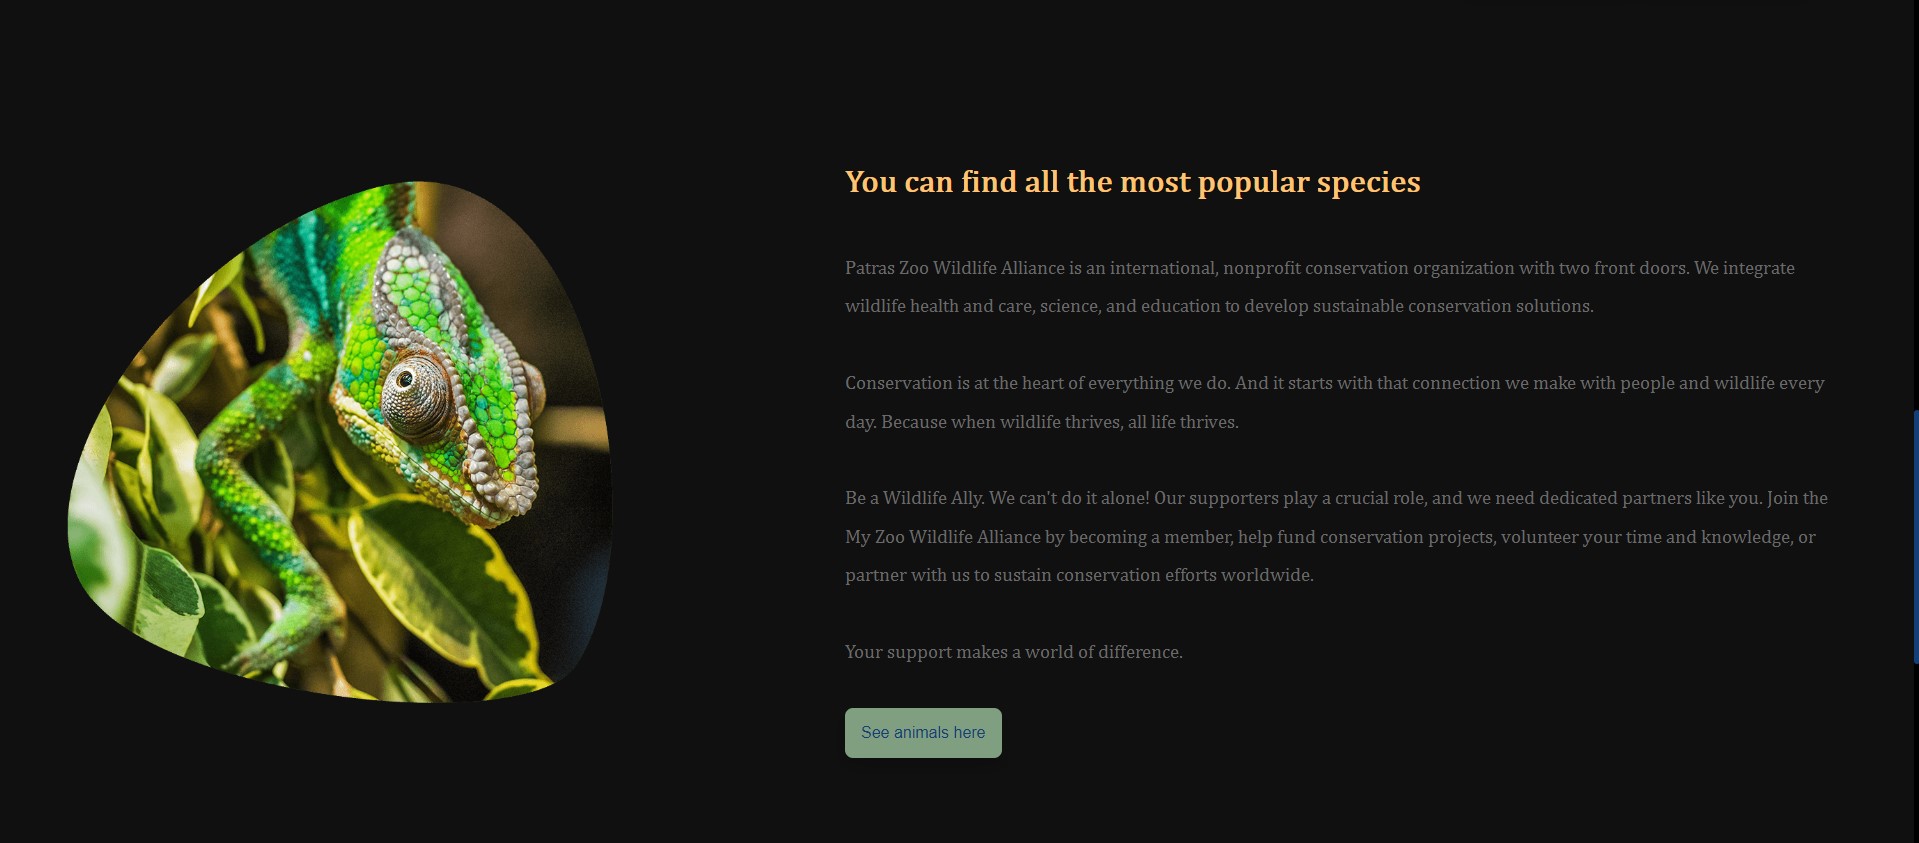 You can find all the most popular species
Patras Zoo Wildlife Alliance is an international, nonprofit conservation organization with two front doors. We integrate
wildlife health and care, science, and education to develop sustainable conservation solutions.
Conservation is at the heart of everything we do. And it starts with that connection we make with people and wildlife every
day. Because when wildlife thrives, all life thrives.
Be a Wildlife Ally. We can't do it alone! Our supporters play a crucial role, and we need dedicated partners like you. Join the
My Zoo Wildlife Alliance by becoming a member, help fund conservation projects, volunteer your time and knowledge, or
partner with us to sustain conservation efforts worldwide.
Your support makes a world of difference.
See animals here